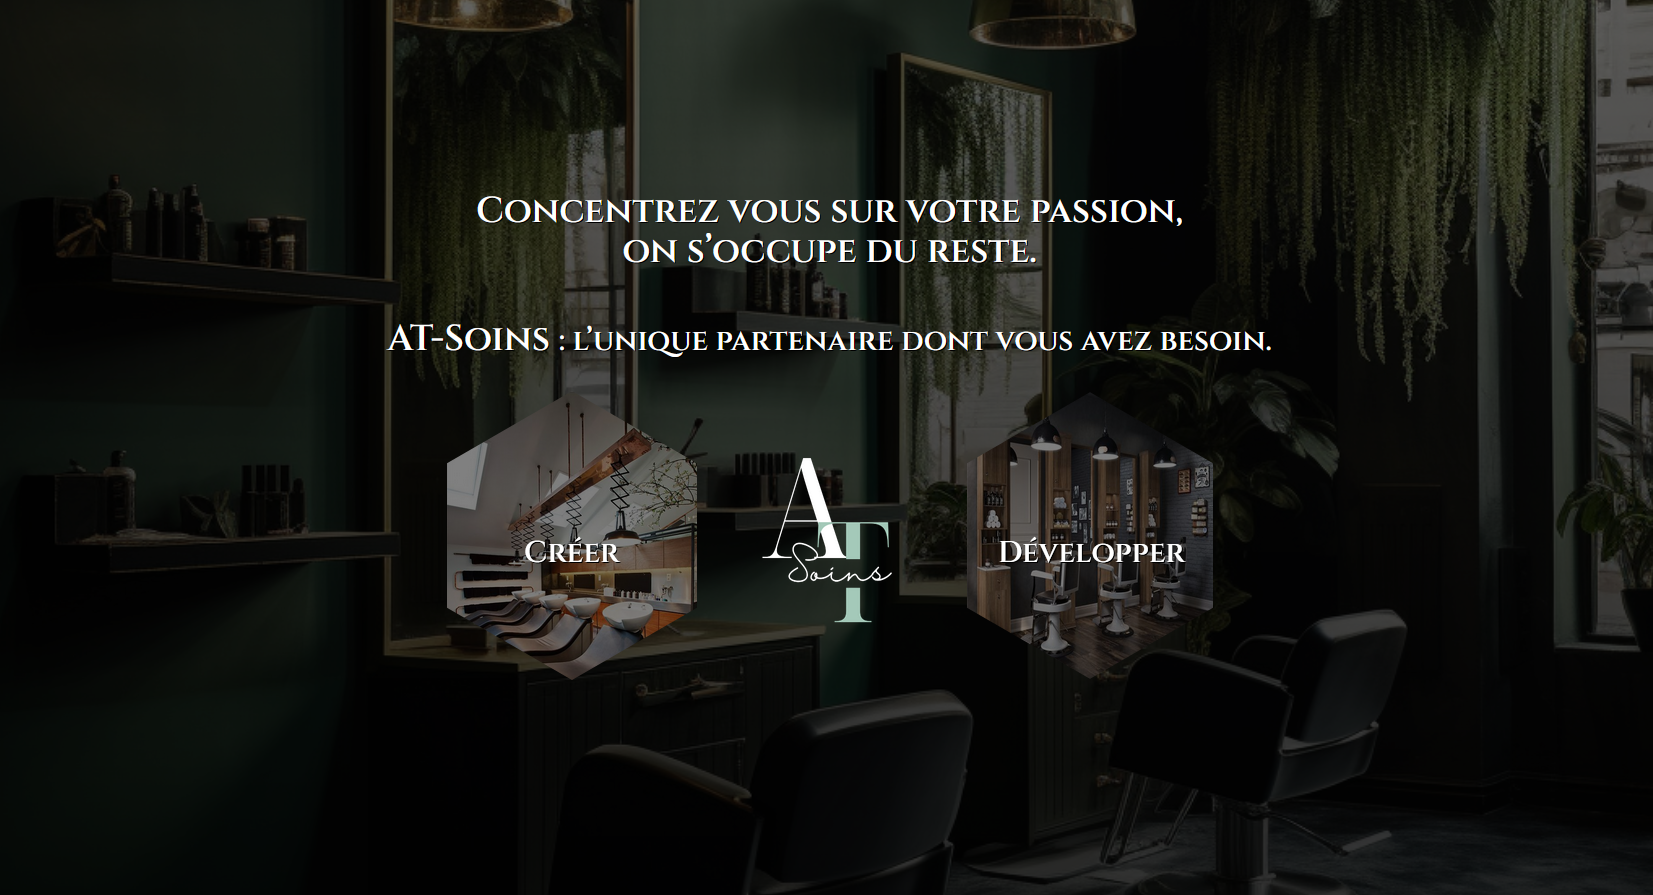 Concentrez vous sur votre passion,
on s’occupe du reste.
AT-Soins : l’unique partenaire dont vous avez besoin.
Créer
AT
Soins
Développer